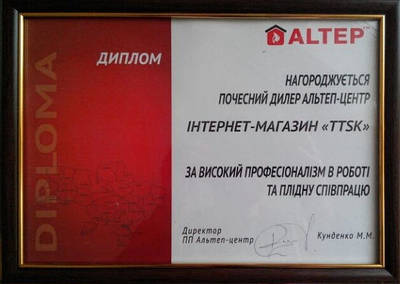 DIPLOMA
ДИПЛОМ
ALTEP
НАГОРОДЖУЄТЬСЯ
ПОЧЕСНИЙ ДИЛЕР АЛЬТЕП-ЦЕНТР
ІНТЕРНЕТ-МАГАЗИН «TTSK»
ЗА ВИСОКИЙ ПРОФЕСІОНАЛІЗМ В РОБОТІ
ТА ПЛІДНУ СПІВПРАЦЮ
Директор
ПП Альтеп-центр
Кунденко М.М.